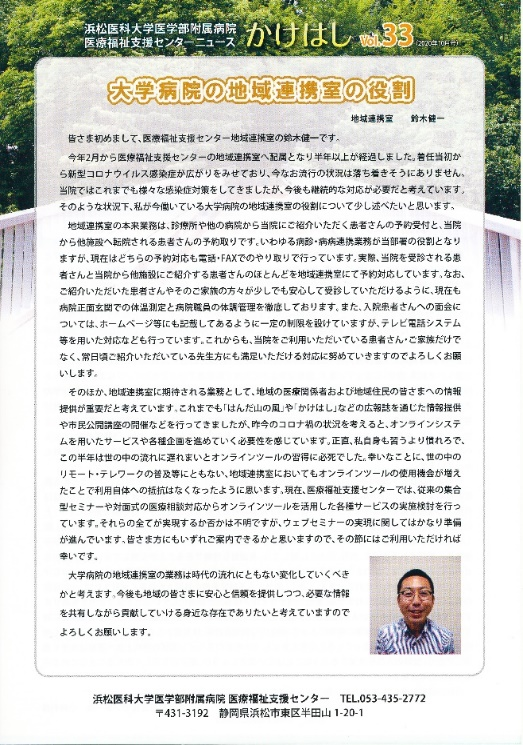 浜松医科大学医学部附属病院
医療福祉支援センターニュース
かけはし Vol.33 (2020年10月号)
大学病院の地域連携室の役割
地域連携室　鈴木健一
皆さま初めまして、医療福祉支援センター地域連携室の鈴木健一です。
今年2月から医療福祉支援センターの地域連携室へ配属となり半年以上が経過しました。着任当初か
ら新型コロナウイルス感染症が広がりをみせており、今なお流行の状況は落ち着きそうにありません。
当院ではこれまでも様々な感染症対策をしてきましたが、今後も継続的な対応が必要だと考えています。
そのような状況下、私が今働いている大学病院の地域連携室の役割について少し述べたいと思います。
地域連携室の本来業務は、診療所や他の病院から当院にご紹介いただく患者さんの予約受付と、当院
から他施設へ転院される患者さんの予約取りです。いわゆる病診・病病連携業務が当部署の役割となり
ますが、現在はどちらの予約対応も電話・FAXでのやり取りで行っています。実際、当院を受診される患
者さんと当院から他施設にご紹介する患者さんのほとんどを地域連携室にて予約対応しています。なお、
ご紹介いただいた患者さんやそのご家族の方々が少しでも安心して受診していただけるように、現在も
病院正面玄関での体温測定と病院職員の体調管理を徹底しております。また、入院患者さんへの面会に
ついては、ホームページ等にも記載してあるように一定の制限を設けていますが、テレビ電話システム
等を用いた対応なども行っています。これからも、当院をご利用いただいている患者さん・ご家族だけで
なく、常日頃ご紹介いただいている先生方にも満足いただける対応に努めていきますのでよろしくお願
いします。
そのほか、地域連携室に期待される業務として、地域の医療関係者および地域住民の皆さまへの情報
提供が重要だと考えています。これまでも「はんだ山の風」や「かけはし」などの広報誌を通じた情報提供
や市民公開講座の開催などを行ってきましたが、昨今のコロナ禍の状況を考えると、オンラインシステ
ムを用いたサービスや各種企画を進めていく必要性を感じています。正直、私自身も習うより慣れろで、
この半年は世の中の流れに遅れまいとオンラインツールの習得に必死でした。幸いなことに、世の中の
リモート・テレワークの普及等にともない、地域連携室においてもオンラインツールの使用機会が増え
たことで利用自体への抵抗はなくなったように思います。現在、医療福祉支援センターでは、従来の集合
型セミナーや対面式の医療相談対応からオンラインツールを活用した各種サービスの実施検討を行っ
ています。それらの全てが実現するか否かは不明ですが、ウェブセミナーの実現に関してはかなり準備
が進んでいます。皆さま方にもいずれご案内できるかと思いますので、その節にはご利用いただければ
幸いです。
大学病院の地域連携室の業務は時代の流れにともない変化していくべき
かと考えます。今後も地域の皆さまに安心と信頼を提供しつつ、必要な情報
を共有しながら貢献していける身近な存在でありたいと考えていますので
よろしくお願いします。
浜松医科大学医学部附属病院 医療福祉支援センター　TEL.053-435-2772
〒431-3192　静岡県浜松市東区半田山 1-20-1